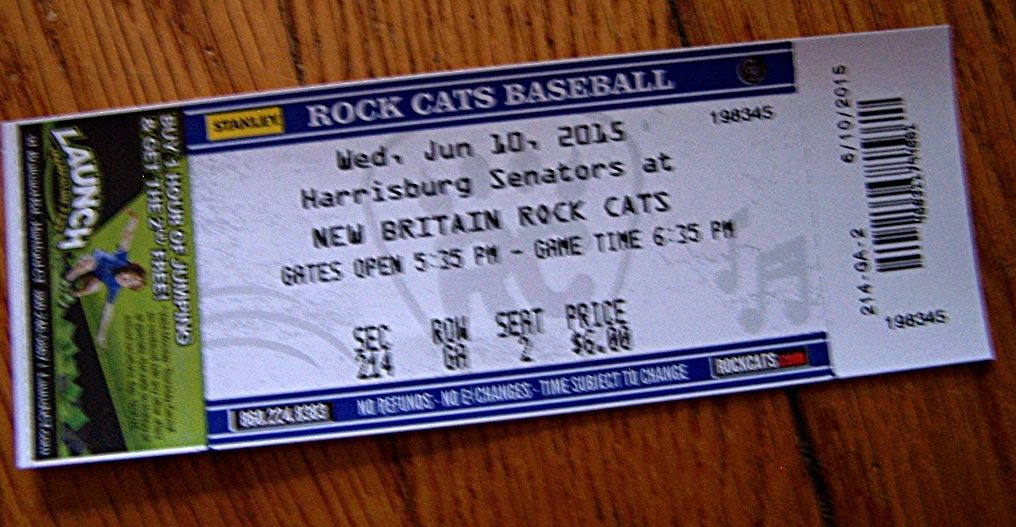 STANLEY
ROCK CATS BASEBALL
198345
Wed, Jun 10, 2015
Harrisburg Senators at
NEW BRITAIN ROCK CATS
GATES OPEN 5:35 PM - GAME TIME 6:35 PM
SEC ROW SEAT PRICE
214 GA 2 $6.00
860.224.8383 NO REFUNDS - NO EXCHANGES - TIME SUBJECT TO CHANGE ROCKCATS.com
BUY 1 HOUR OF JUMPING
& GET THE 2ND FREE!
LAUNCH
6/10/2015
214-GA-2
198345